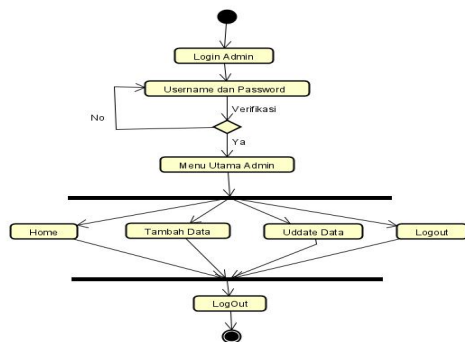 Login Admin
Username dan Password
Verifikasi
No
Ya
Menu Utama Admin
Home
Tambah Data
Uddate Data
Logout
LogOut